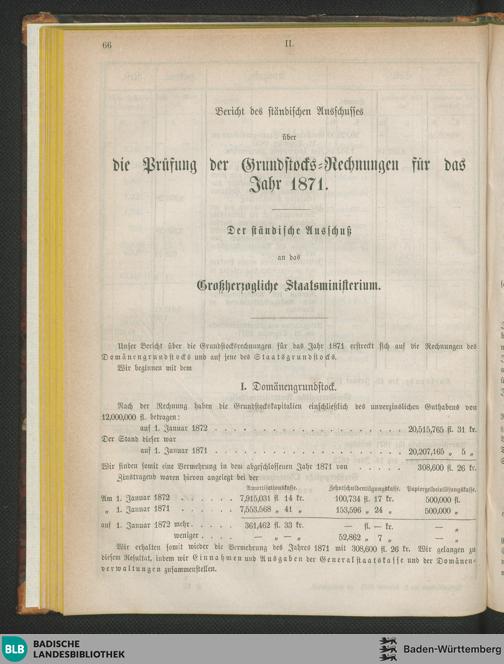 66
II.
Bericht des ständischen Ausschusses
über
die Prüfung der Grundstocks-Rechnungen für das
Jahr 1871.
Der ständische Ausschuß
an das
Großherzogliche Staatsministerium.
Unser Bericht über die Grundstocksrechnungen für das Jahr 1871 erstreckt sich auf die Rechnungen des
Domänengrundstocks und auf jene des Staatsgrundstocks.
Wir beginnen mit dem
I. Domänengrundstock.
Nach der Rechnung haben die Grundstockskapitalien einschließlich des unverzinslichen Guthabens von
12,000,000 fl. betragen:
auf 1. Januar 1872 . . . . . . . . . . 20,515,765 fl. 31 kr.
Der Stand dieser war
auf 1. Januar 1871 . . . . . . . . . . 20,207,165 „ 5 „
Wir finden somit eine Vermehrung in dem abgeschlossenen Jahr 1871 von . . . . . 308,600 fl. 26 kr.
Zinstragend waren hievon angelegt bei der
Amortisationskasse. Zehntschuldentilgungskasse. Papiergeldeinlösungskasse.
Am 1. Januar 1872 . . . . . 7,915,031 fl. 14 kr. 100,734 fl. 17 kr. 500,000 fl.
„ 1. Januar 1871 . . . . . 7,553,568 „ 41 „ 153,596 „ 24 „ 500,000 „
auf 1. Januar 1872 mehr . . . . 361,462 fl. 33 kr. — fl. — kr. — „
weniger . . . . — „ — „ 52,862 „ 7 „ — „
Wir erhalten somit wieder die Vermehrung des Jahres 1871 mit 308,600 fl. 26 kr. Wir gelangen zu
diesem Resultat, indem wir Einnahmen und Ausgaben der Generalstaatskasse und der Domänen-
verwaltungen zusammenstellen.
BLB
BADISCHE
LANDESBIBLIOTHEK
Baden-Württemberg